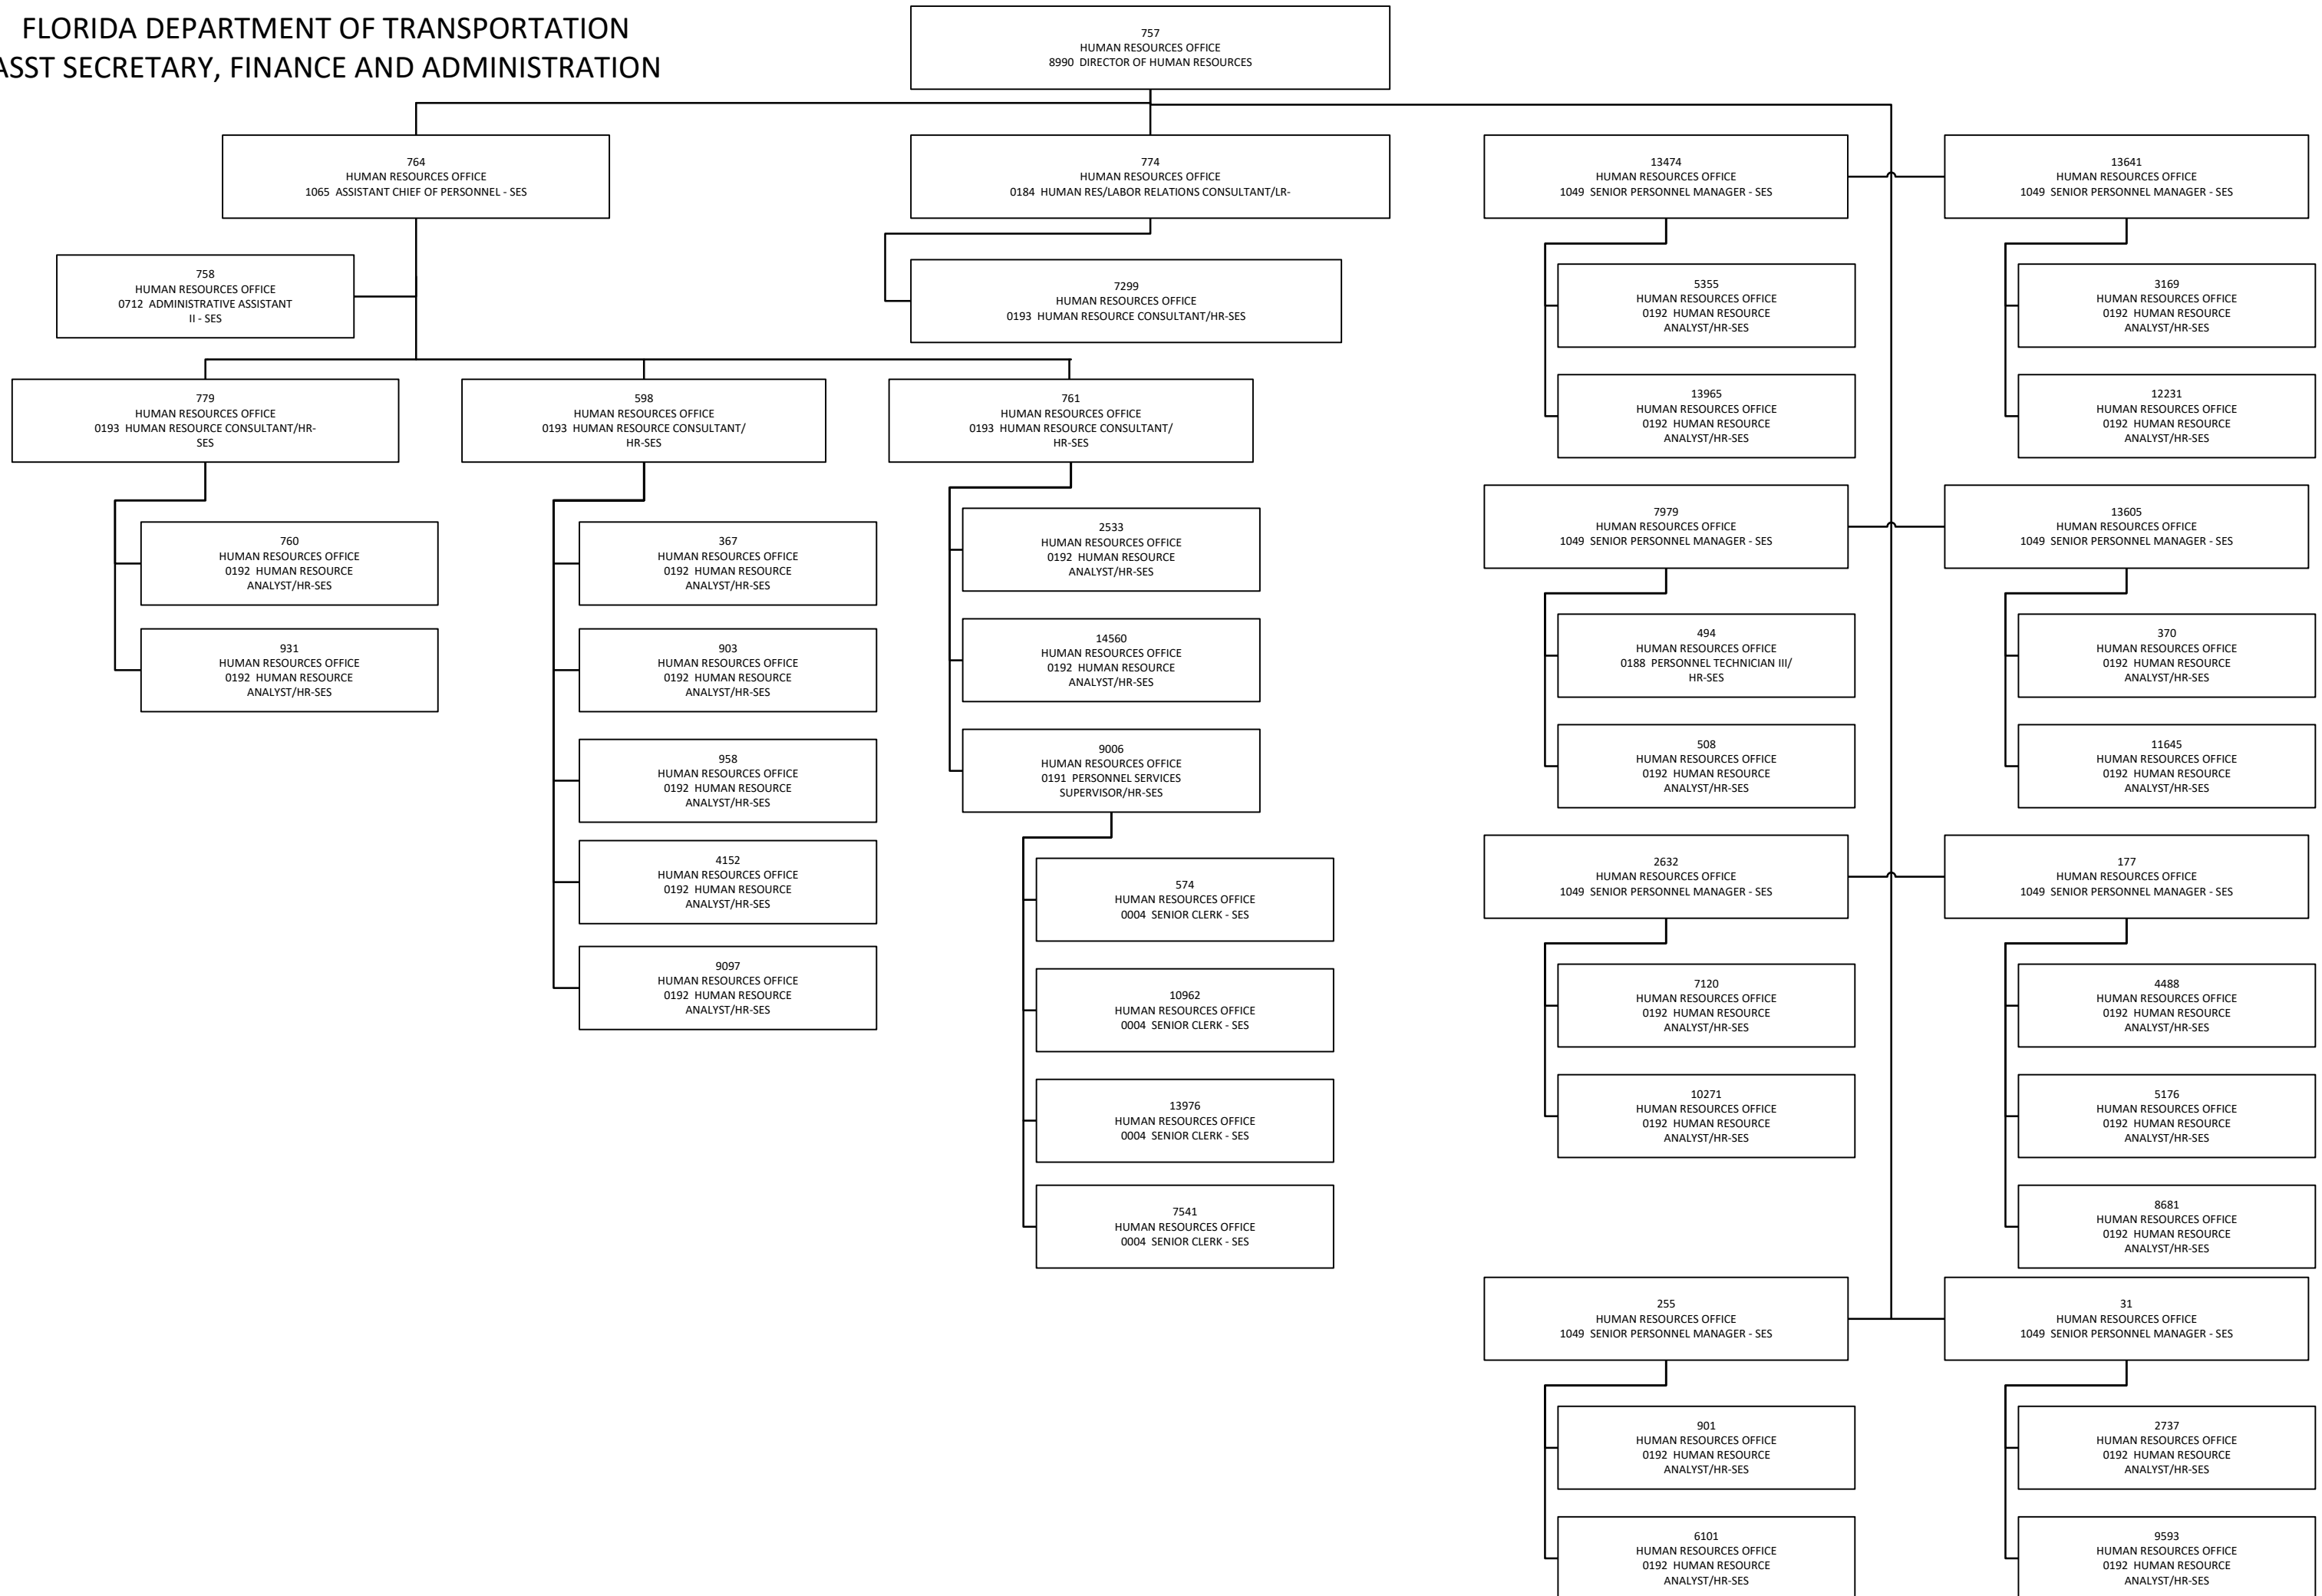 FLORIDA DEPARTMENT OF TRANSPORTATION
ASST SECRETARY, FINANCE AND ADMINISTRATION
757
HUMAN RESOURCES OFFICE
8990 DIRECTOR OF HUMAN RESOURCES
764
HUMAN RESOURCES OFFICE
1065 ASSISTANT CHIEF OF PERSONNEL - SES
774
HUMAN RESOURCES OFFICE
0184 HUMAN RES/LABOR RELATIONS CONSULTANT/LR-
13474
HUMAN RESOURCES OFFICE
1049 SENIOR PERSONNEL MANAGER - SES
13641
HUMAN RESOURCES OFFICE
1049 SENIOR PERSONNEL MANAGER - SES
758
HUMAN RESOURCES OFFICE
0712 ADMINISTRATIVE ASSISTANT
II - SES
7299
HUMAN RESOURCES OFFICE
0193 HUMAN RESOURCE CONSULTANT/HR-SES
5355
HUMAN RESOURCES OFFICE
0192 HUMAN RESOURCE
ANALYST/HR-SES
3169
HUMAN RESOURCES OFFICE
0192 HUMAN RESOURCE
ANALYST/HR-SES
13965
HUMAN RESOURCES OFFICE
0192 HUMAN RESOURCE
ANALYST/HR-SES
12231
HUMAN RESOURCES OFFICE
0192 HUMAN RESOURCE
ANALYST/HR-SES
779
HUMAN RESOURCES OFFICE
0193 HUMAN RESOURCE CONSULTANT/HR-
SES
598
HUMAN RESOURCES OFFICE
0193 HUMAN RESOURCE CONSULTANT/
HR-SES
761
HUMAN RESOURCES OFFICE
0193 HUMAN RESOURCE CONSULTANT/
HR-SES
760
HUMAN RESOURCES OFFICE
0192 HUMAN RESOURCE
ANALYST/HR-SES
931
HUMAN RESOURCES OFFICE
0192 HUMAN RESOURCE
ANALYST/HR-SES
367
HUMAN RESOURCES OFFICE
0192 HUMAN RESOURCE
ANALYST/HR-SES
903
HUMAN RESOURCES OFFICE
0192 HUMAN RESOURCE
ANALYST/HR-SES
958
HUMAN RESOURCES OFFICE
0192 HUMAN RESOURCE
ANALYST/HR-SES
4152
HUMAN RESOURCES OFFICE
0192 HUMAN RESOURCE
ANALYST/HR-SES
9097
HUMAN RESOURCES OFFICE
0192 HUMAN RESOURCE
ANALYST/HR-SES
2533
HUMAN RESOURCES OFFICE
0192 HUMAN RESOURCE
ANALYST/HR-SES
14560
HUMAN RESOURCES OFFICE
0192 HUMAN RESOURCE
ANALYST/HR-SES
9006
HUMAN RESOURCES OFFICE
0191 PERSONNEL SERVICES
SUPERVISOR/HR-SES
574
HUMAN RESOURCES OFFICE
0004 SENIOR CLERK - SES
10962
HUMAN RESOURCES OFFICE
0004 SENIOR CLERK - SES
13976
HUMAN RESOURCES OFFICE
0004 SENIOR CLERK - SES
7541
HUMAN RESOURCES OFFICE
0004 SENIOR CLERK - SES
7979
HUMAN RESOURCES OFFICE
1049 SENIOR PERSONNEL MANAGER - SES
13605
HUMAN RESOURCES OFFICE
1049 SENIOR PERSONNEL MANAGER - SES
494
HUMAN RESOURCES OFFICE
0188 PERSONNEL TECHNICIAN III/
HR-SES
370
HUMAN RESOURCES OFFICE
0192 HUMAN RESOURCE
ANALYST/HR-SES
508
HUMAN RESOURCES OFFICE
0192 HUMAN RESOURCE
ANALYST/HR-SES
11645
HUMAN RESOURCES OFFICE
0192 HUMAN RESOURCE
ANALYST/HR-SES
2632
HUMAN RESOURCES OFFICE
1049 SENIOR PERSONNEL MANAGER - SES
177
HUMAN RESOURCES OFFICE
1049 SENIOR PERSONNEL MANAGER - SES
7120
HUMAN RESOURCES OFFICE
0192 HUMAN RESOURCE
ANALYST/HR-SES
4488
HUMAN RESOURCES OFFICE
0192 HUMAN RESOURCE
ANALYST/HR-SES
10271
HUMAN RESOURCES OFFICE
0192 HUMAN RESOURCE
ANALYST/HR-SES
5176
HUMAN RESOURCES OFFICE
0192 HUMAN RESOURCE
ANALYST/HR-SES
8681
HUMAN RESOURCES OFFICE
0192 HUMAN RESOURCE
ANALYST/HR-SES
255
HUMAN RESOURCES OFFICE
1049 SENIOR PERSONNEL MANAGER - SES
31
HUMAN RESOURCES OFFICE
1049 SENIOR PERSONNEL MANAGER - SES
901
HUMAN RESOURCES OFFICE
0192 HUMAN RESOURCE
ANALYST/HR-SES
2737
HUMAN RESOURCES OFFICE
0192 HUMAN RESOURCE
ANALYST/HR-SES
6101
HUMAN RESOURCES OFFICE
0192 HUMAN RESOURCE
ANALYST/HR-SES
9593
HUMAN RESOURCES OFFICE
0192 HUMAN RESOURCE
ANALYST/HR-SES